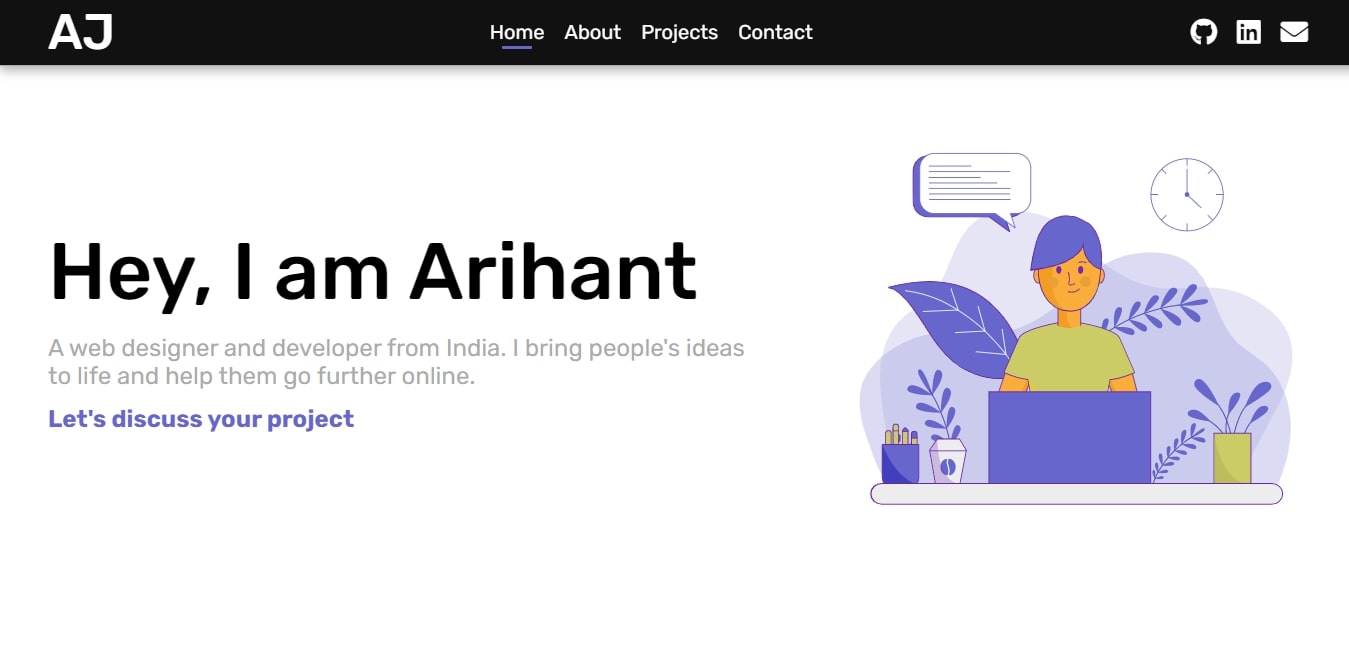 AJ
Home About Projects Contact
Hey, I am Arihant
A web designer and developer from India. I bring people's ideas
to life and help them go further online.
Let's discuss your project